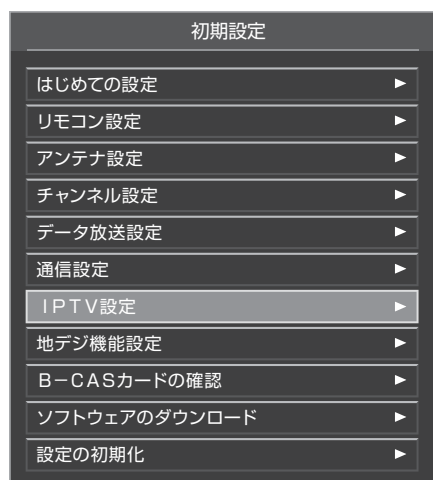 初期設定
はじめての設定
リモコン設定
アンテナ設定
チャンネル設定
データ放送設定
通信設定
IPTV設定
地デジ機能設定
B-CASカードの確認
ソフトウェアのダウンロード
設定の初期化